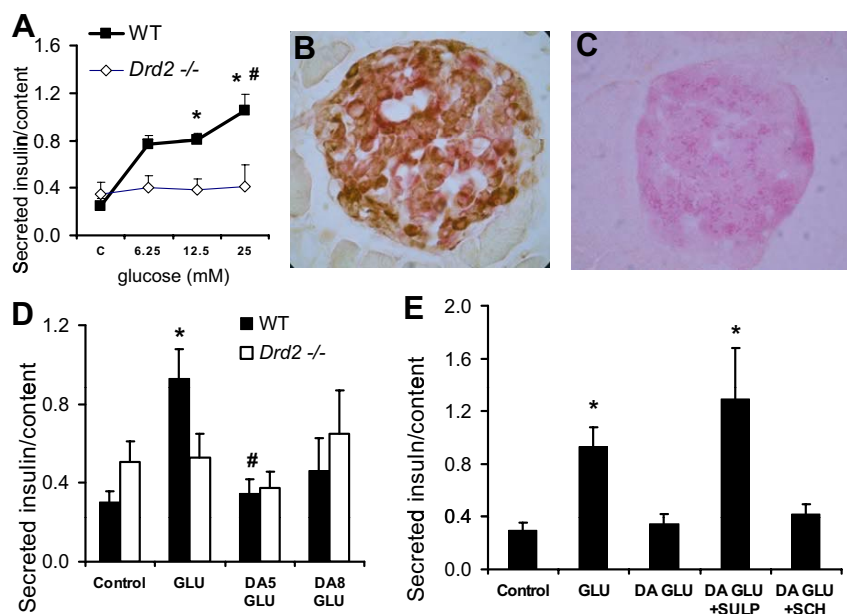 A
WT
Drd2 -/-
Secreted insulin/content
1.6
1.2
0.8
0.4
0.0
* 
* #
C 6.25 12.5 25
glucose (mM)
B
C
D
WT
Drd2 -/-
Secreted insulin/content
1.2
0.8
0.4
0.0
*
#
Control GLU DA5 GLU DA8 GLU
E
Secreted insuln/content
2.0
1.6
1.2
0.8
0.4
0.0
*
*
Control GLU DA GLU DA GLU +SULP DA GLU +SCH